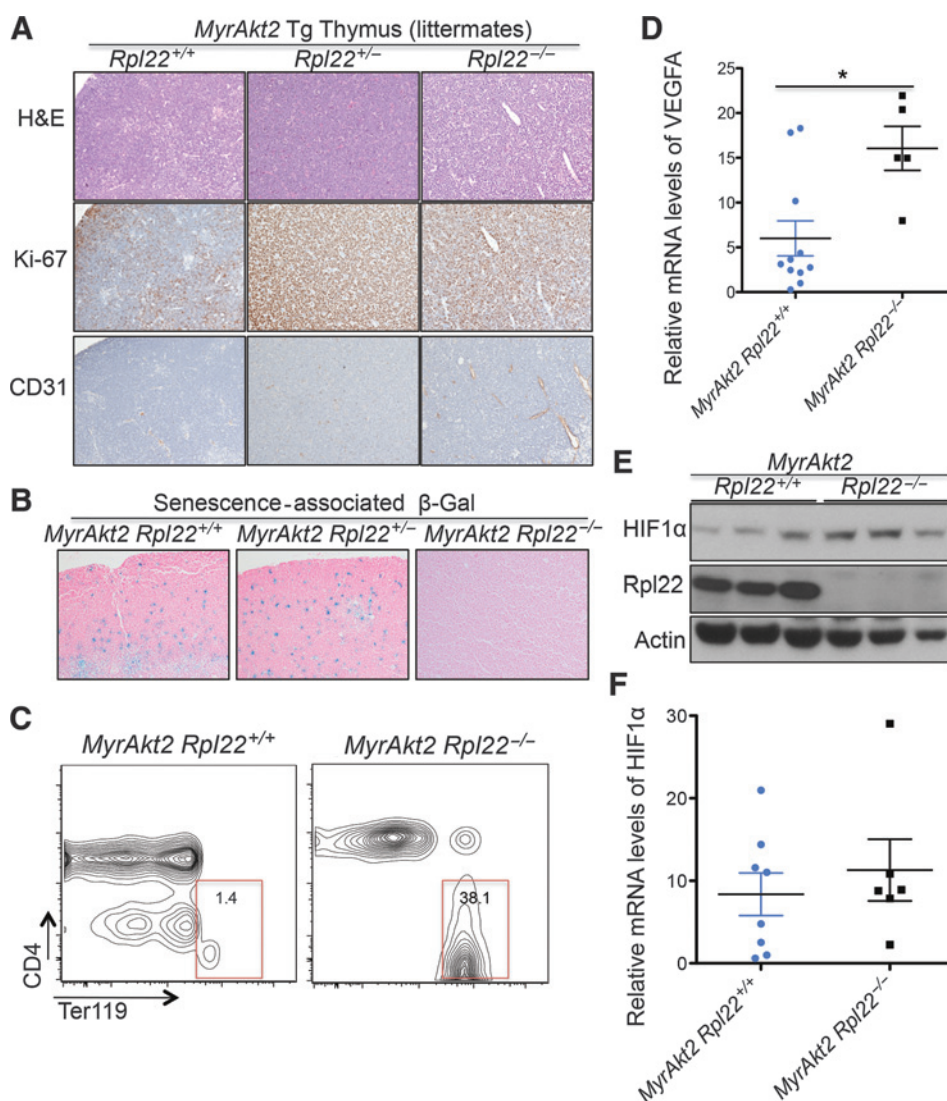 A
MyrAkt2 Tg Thymus (littermates)
Rpl22+/+ Rpl22+/− Rpl22−/−
H&E
Ki-67
CD31
B
Senescence-associated β-Gal
MyrAkt2 Rpl22+/+ MyrAkt2 Rpl22+/− MyrAkt2 Rpl22−/−
C
MyrAkt2 Rpl22+/+ MyrAkt2 Rpl22−/−
1.4
38.1
CD4
Ter119
D
Relative mRNA levels of VEGFA
25
20
15
10
5
0
*
MyrAkt2 Rpl22+/+
MyrAkt2 Rpl22−/−
E
MyrAkt2
Rpl22+/+ Rpl22−/−
HIF1α
Rpl22
Actin
F
Relative mRNA levels of HIF1α
30
20
10
0
MyrAkt2 Rpl22+/+
MyrAkt2 Rpl22−/−